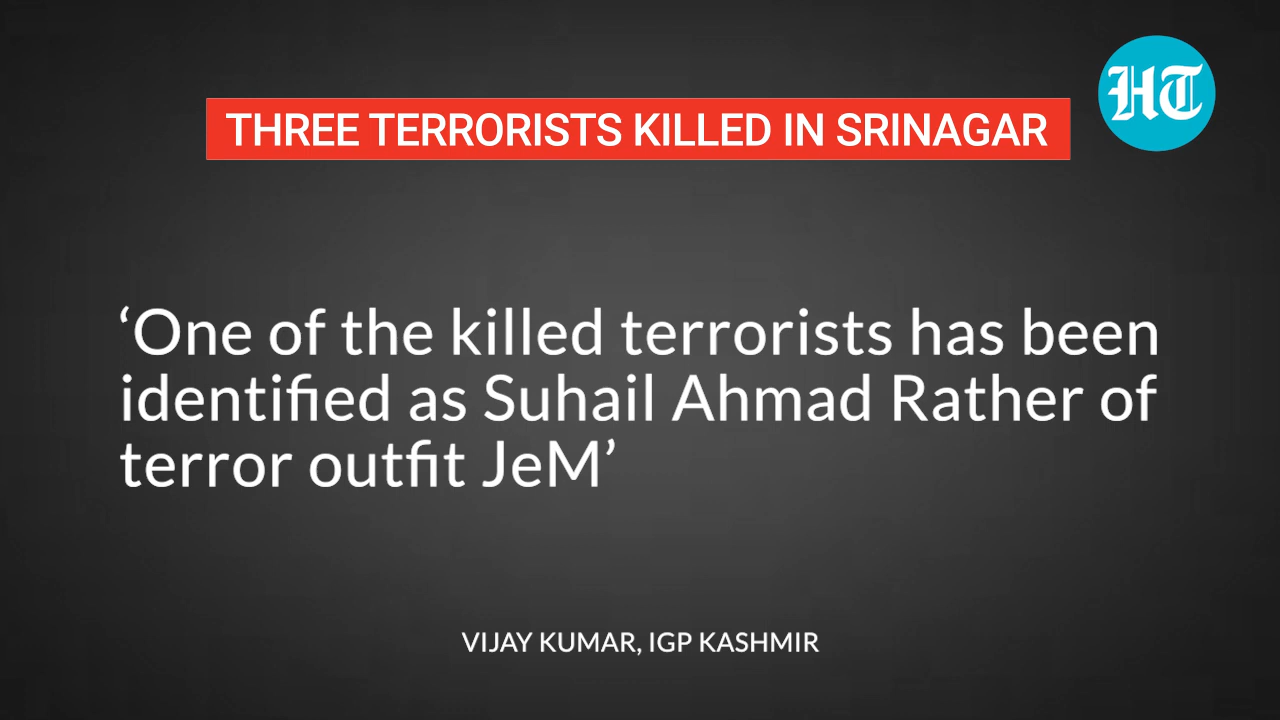 HT
THREE TERRORISTS KILLED IN SRINAGAR
‘One of the killed terrorists has been
identified as Suhail Ahmad Rather of
terror outfit JeM’
VIJAY KUMAR, IGP KASHMIR